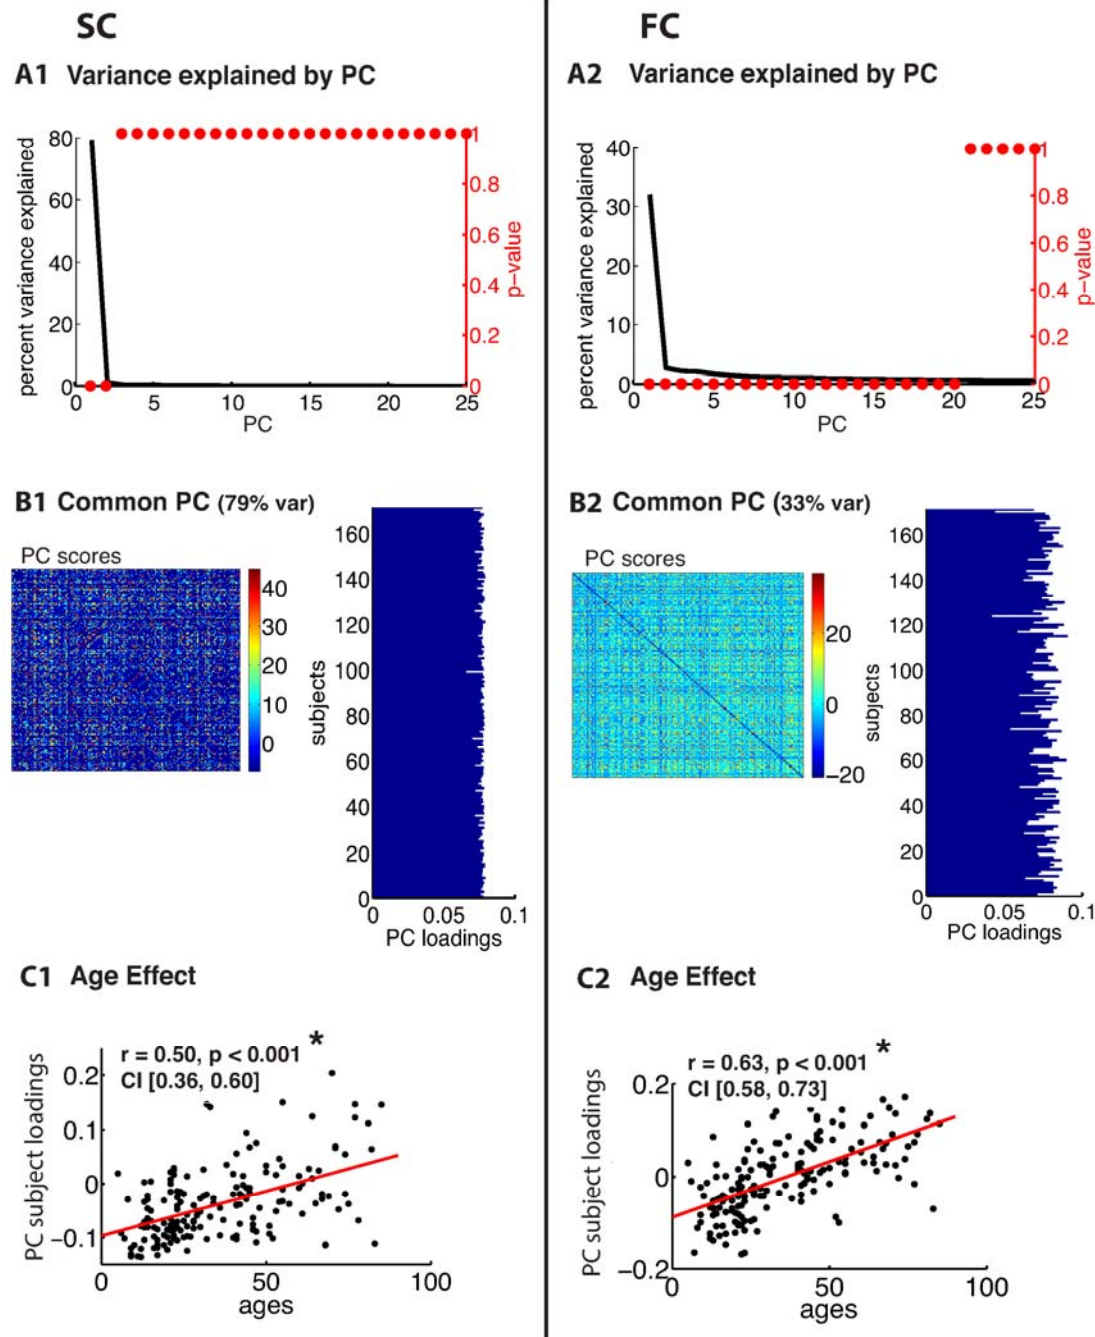 SC
A1 Variance explained by PC
percent variance explained
80
60
40
20
0
0 5 10 15 20 25
PC
1
0.8
0.6
0.4
0.2
0
p-value
B1 Common PC (79% var)
PC scores
40
30
20
10
0
subjects
160
140
120
100
80
60
40
20
0
0 0.05 0.1
PC loadings
C1 Age Effect
r = 0.50, p < 0.001 *
CI [0.36, 0.60]
PC subject loadings
0.2
0.1
0
−0.1
0 50 100
ages
FC
A2 Variance explained by PC
percent variance explained
40
30
20
10
0
0 5 10 15 20 25
PC
1
0.8
0.6
0.4
0.2
0
p-value
B2 Common PC (33% var)
PC scores
20
0
−20
subjects
160
140
120
100
80
60
40
20
0
0 0.05 0.1
PC loadings
C2 Age Effect
r = 0.63, p < 0.001 *
CI [0.58, 0.73]
PC subject loadings
0.2
0
−0.2
0 50 100
ages